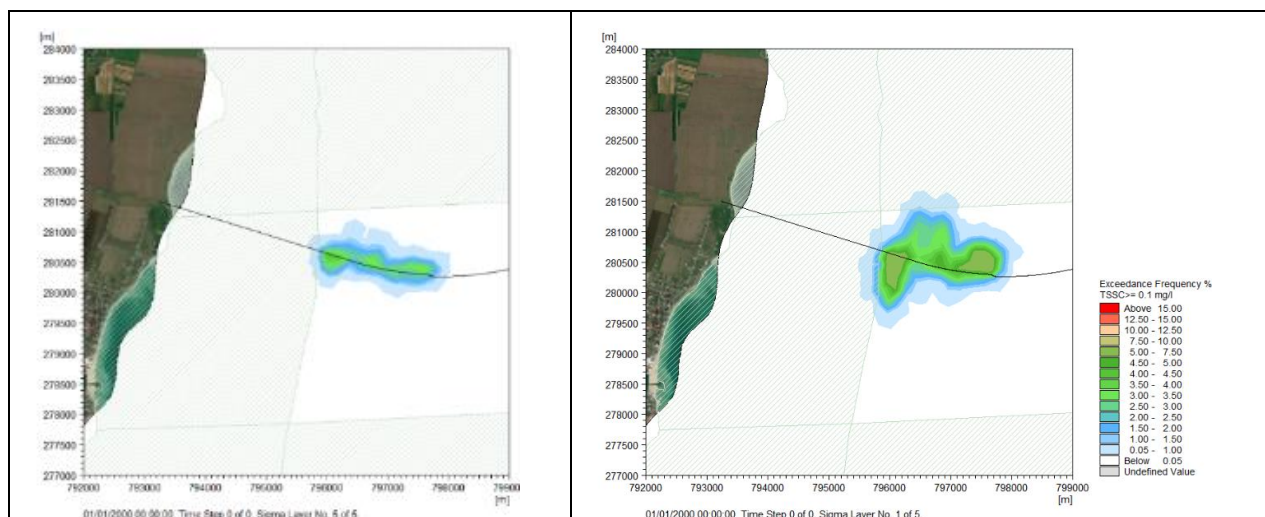 [m]
284000
283500
283000
282500
282000
281500
281000
280500
280000
279500
279000
278500
278000
277500
277000
792000 793000 794000 795000 796000 797000 798000 799000
[m]
01/01/2000 00:00:00, Time Step 0 of 0, Sigma Layer No. 5 of 5.
[m]
284000
283500
283000
282500
282000
281500
281000
280500
280000
279500
279000
278500
278000
277500
277000
792000 793000 794000 795000 796000 797000 798000 799000
[m]
01/01/2000 00:00:00, Time Step 0 of 0, Sigma Layer No. 1 of 5.
Exceedance Frequency %
TSSC>= 0.1 mg/l
Above 15.00
12.50 - 15.00
10.00 - 12.50
7.50 - 10.00
5.00 - 7.50
4.50 - 5.00
4.00 - 4.50
3.50 - 4.00
3.00 - 3.50
2.50 - 3.00
2.00 - 2.50
1.50 - 2.00
1.00 - 1.50
0.05 - 1.00
Below 0.05
Undefined Value